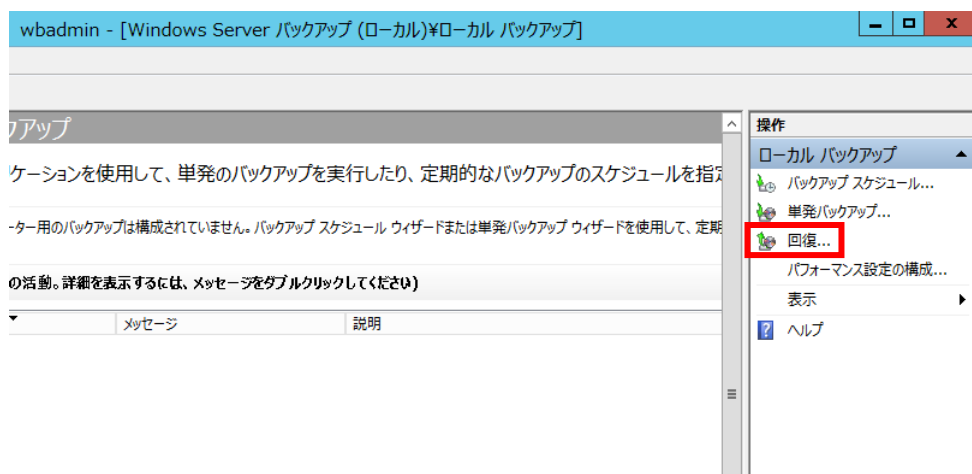 wbadmin - [Windows Server バックアップ (ローカル)¥ローカル バックアップ]
クアップ
ケーションを使用して、単発のバックアップを実行したり、定期的なバックアップのスケジュールを指定
ーター用のバックアップは構成されていません。バックアップ スケジュール ウィザードまたは単発バックアップ ウィザードを使用して、定期
の活動。詳細を表示するには、メッセージをダブルクリックしてください)
メッセージ 説明
操作
ローカル バックアップ
バックアップ スケジュール...
単発バックアップ...
回復...
パフォーマンス設定の構成...
表示
ヘルプ